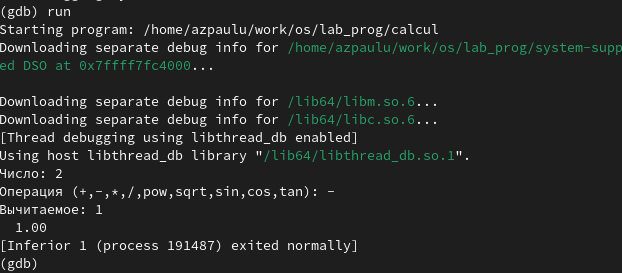 (gdb) run
Starting program: /home/azpaulu/work/os/lab_prog/calcul
Downloading separate debug info for /home/azpaulu/work/os/lab_prog/system-supp
ed DSO at 0x7ffff7fc4000...
Downloading separate debug info for /lib64/libm.so.6...
Downloading separate debug info for /lib64/libc.so.6...
[Thread debugging using libthread_db enabled]
Using host libthread_db library "/lib64/libthread_db.so.1".
Число: 2
Операция (+,-,*,/,pow,sqrt,sin,cos,tan): -
Вычитаемое: 1
  1.00
[Inferior 1 (process 191487) exited normally]
(gdb)